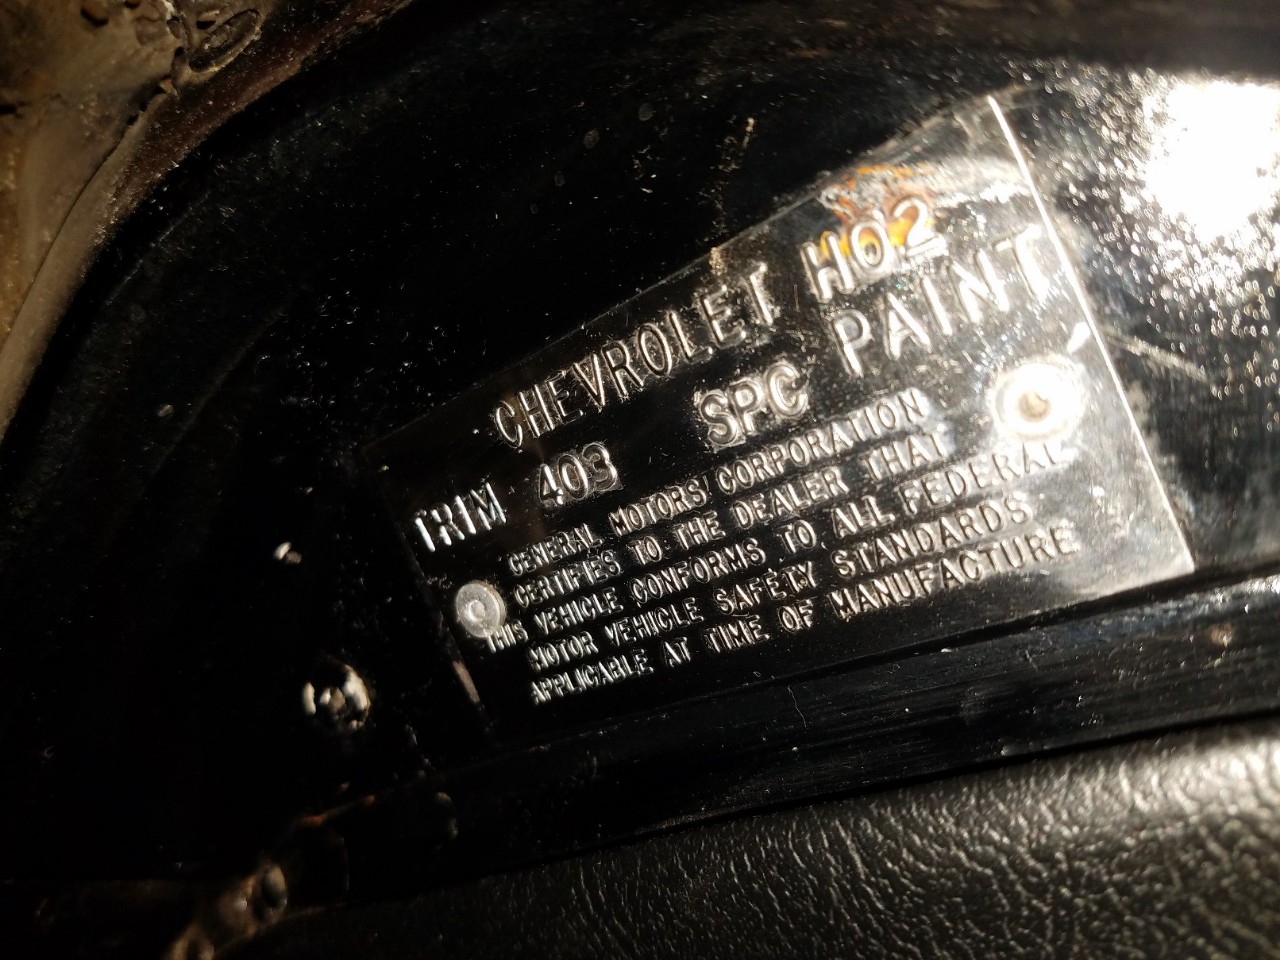 CHEVROLET H02
TRIM 403 SPC PAINT
GENERAL MOTORS CORPORATION
CERTIFIES TO THE DEALER THAT
THIS VEHICLE CONFORMS TO ALL FEDERAL
MOTOR VEHICLE SAFETY STANDARDS
APPLICABLE AT TIME OF MANUFACTURE